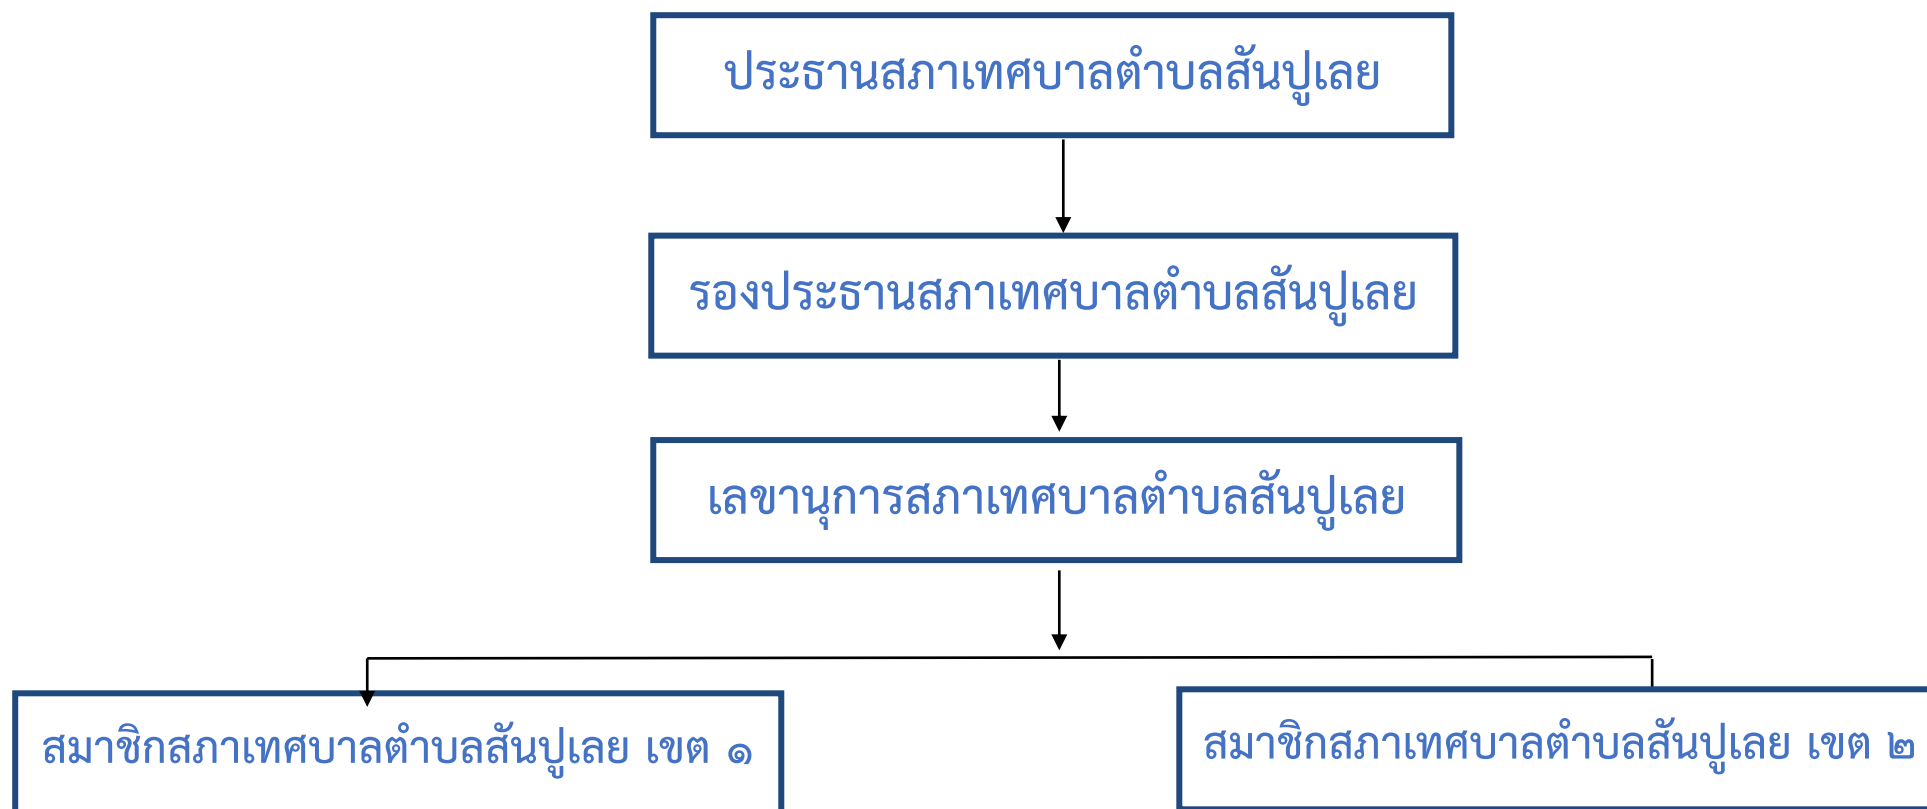 ประธานสภาเทศบาลตำบลสันปูเลย
รองประธานสภาเทศบาลตำบลสันปูเลย
เลขานุการสภาเทศบาลตำบลสันปูเลย
สมาชิกสภาเทศบาลตำบลสันปูเลย เขต ๑
สมาชิกสภาเทศบาลตำบลสันปูเลย เขต ๒